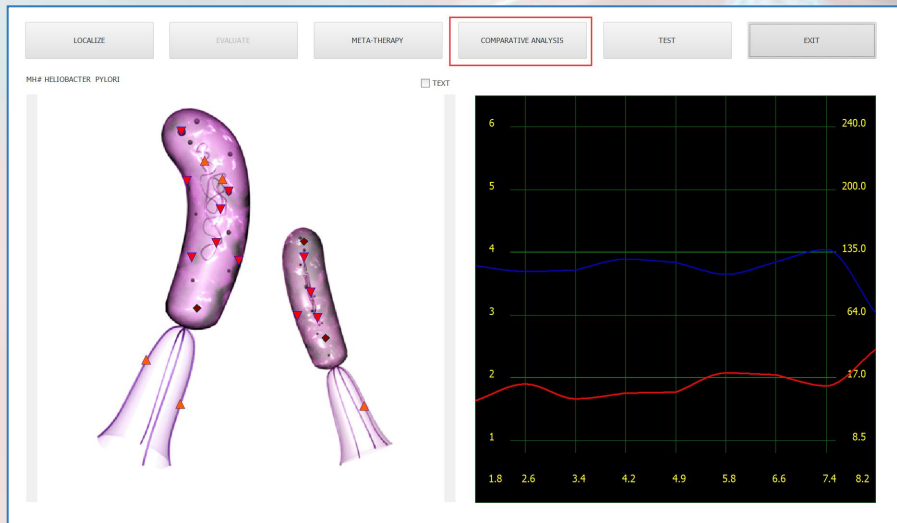 LOCALIZE
EVALUATE
META-THERAPY
COMPARATIVE ANALYSIS
TEST
EXIT
MH# HELIOBACTER PYLORI
TEXT
6 240.0
5 200.0
4 135.0
3 64.0
2 17.0
1 8.5
1.8 2.6 3.4 4.2 4.9 5.8 6.6 7.4 8.2